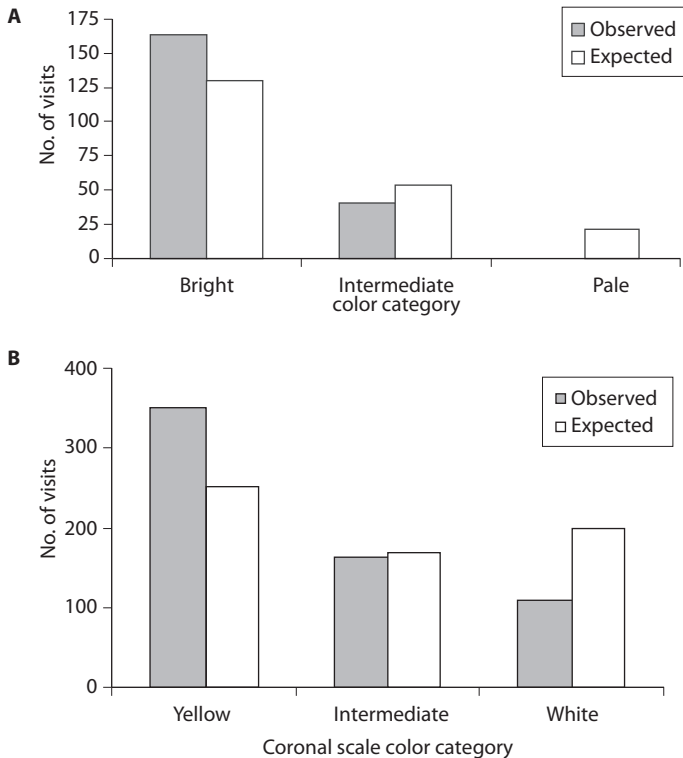 A
175
150
125
100
75
50
25
0
No. of visits
Observed
Expected
Bright
Intermediate
color category
Pale
B
400
300
200
100
0
No. of visits
Observed
Expected
Yellow
Intermediate
White
Coronal scale color category